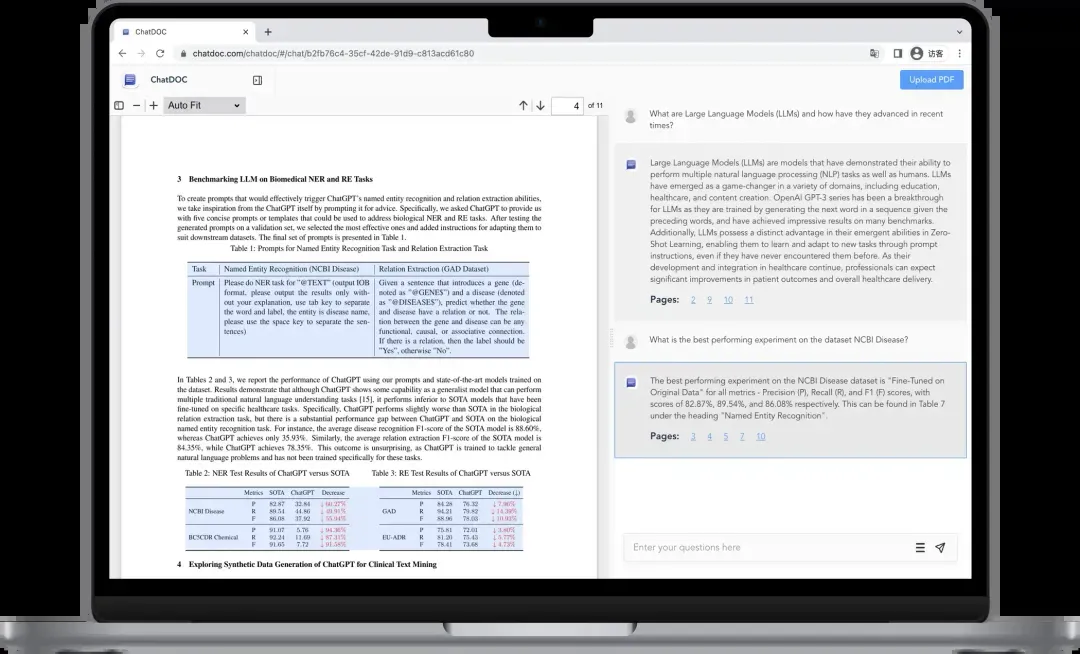 ChatDOC
chatdoc.com/chatdoc/#/chat/b2fb76c4-35cf-42de-91d9-c813acd61c80
访客
ChatDOC
Upload PDF
Auto Fit
4 of 11
3 Benchmarking LLM on Biomedical NER and RE Tasks
To create prompts that would effectively trigger ChatGPT's named entity recognition and relation extraction abilities,
we take inspiration from the ChatGPT itself by prompting it for advice. Specifically, we asked ChatGPT to provide us
with five concise prompts or templates that could be used to address biological NER and RE tasks. After testing the
generated prompts on a validation set, we selected the most effective ones and added instructions for adapting them to
suit downstream datasets. The final set of prompts is presented in Table 1.
Table 1: Prompts for Named Entity Recognition Task and Relation Extraction Task
Task Named Entity Recognition (NCBI Disease) Relation Extraction (GAD Dataset)
Prompt Please do NER task for "@TEXT" (output IOB
format, please output the results only with-
out your explanation, use tab key to separate
the word and label, the entity is disease name,
please use the space key to separate the sen-
tences)
Given a sentence that introduces a gene (de-
noted as "@GENE$") and a disease (denoted
as "@DISEASE$"), predict whether the gene
and disease have a relation or not. The rela-
tion between the gene and disease can be any
functional, causal, or associative connection.
If there is a relation, then the label should be
"Yes", otherwise "No".
In Tables 2 and 3, we report the performance of ChatGPT using our prompts and state-of-the-art models trained on
the dataset. Results demonstrate that although ChatGPT shows some capability as a generalist model that can perform
multiple traditional natural language understanding tasks [15], it performs inferior to SOTA models that have been
fine-tuned on specific healthcare tasks. Specifically, ChatGPT performs slightly worse than SOTA in the biological
relation extraction task, but there is a substantial performance gap between ChatGPT and SOTA on the biological
named entity recognition task. For instance, the average disease recognition F1-score of the SOTA model is 88.60%,
whereas ChatGPT achieves only 35.93%. Similarly, the average relation extraction F1-score of the SOTA model is
84.35%, while ChatGPT achieves 78.35%. This outcome is unsurprising, as ChatGPT is trained to tackle general
natural language problems and has not been trained specifically for these tasks.
Table 2: NER Test Results of ChatGPT versus SOTA
Metrics SOTA ChatGPT Decrease
NCBI Disease
P 82.87 32.84
R 89.54 44.86
F 86.08 37.92
BC5CDR Chemical
P 91.07 5.76
R 92.24 11.69
F 91.65 7.72
Table 3: RE Test Results of ChatGPT versus SOTA
Metrics SOTA ChatGPT Decrease (↓)
GAD
P 84.28 76.32
R 94.21 79.82
F 88.96 78.03
EU-ADR
P 75.81 72.01
R 81.20 75.43
F 78.41 73.68
4 Exploring Synthetic Data Generation of ChatGPT for Clinical Text Mining
What are Large Language Models (LLMs) and how have they advanced in recent
times?
Large Language Models (LLMs) are models that have demonstrated their ability to
perform multiple natural language processing (NLP) tasks as well as humans. LLMs
have emerged as a game-changer in a variety of domains, including education,
healthcare, and content creation. OpenAI GPT-3 series has been a breakthrough
for LLMs as they are trained by generating the next word in a sequence given the
preceding words, and have achieved impressive results on many benchmarks.
Additionally, LLMs possess a distinct advantage in their emergent abilities in Zero-
Shot Learning, enabling them to learn and adapt to new tasks through prompt
instructions, even if they have never encountered them before. As their
development and integration in healthcare continue, professionals can expect
significant improvements in patient outcomes and overall healthcare delivery.
Pages: 2 9 10 11
What is the best performing experiment on the dataset NCBI Disease?
The best performing experiment on the NCBI Disease dataset is "Fine-Tuned on
Original Data" for all metrics - Precision (P), Recall (R), and F1 (F) scores, with
scores of 82.87%, 89.54%, and 86.08% respectively. This can be found in Table 7
under the heading "Named Entity Recognition".
Pages: 3 4 5 7 10
Enter your questions here